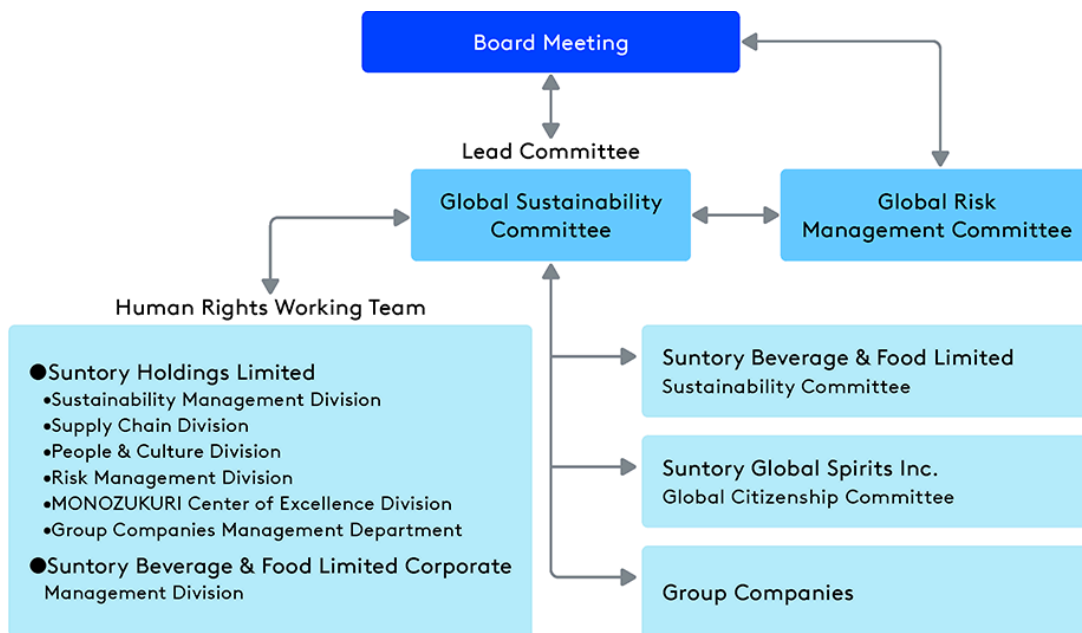 Board Meeting
Lead Committee
Global Sustainability
Committee
Global Risk
Management Committee
Human Rights Working Team
●Suntory Holdings Limited
•Sustainability Management Division
•Supply Chain Division
•People & Culture Division
•Risk Management Division
•MONOZUKURI Center of Excellence Division
•Group Companies Management Department
●Suntory Beverage & Food Limited Corporate
Management Division
Suntory Beverage & Food Limited
Sustainability Committee
Suntory Global Spirits Inc.
Global Citizenship Committee
Group Companies